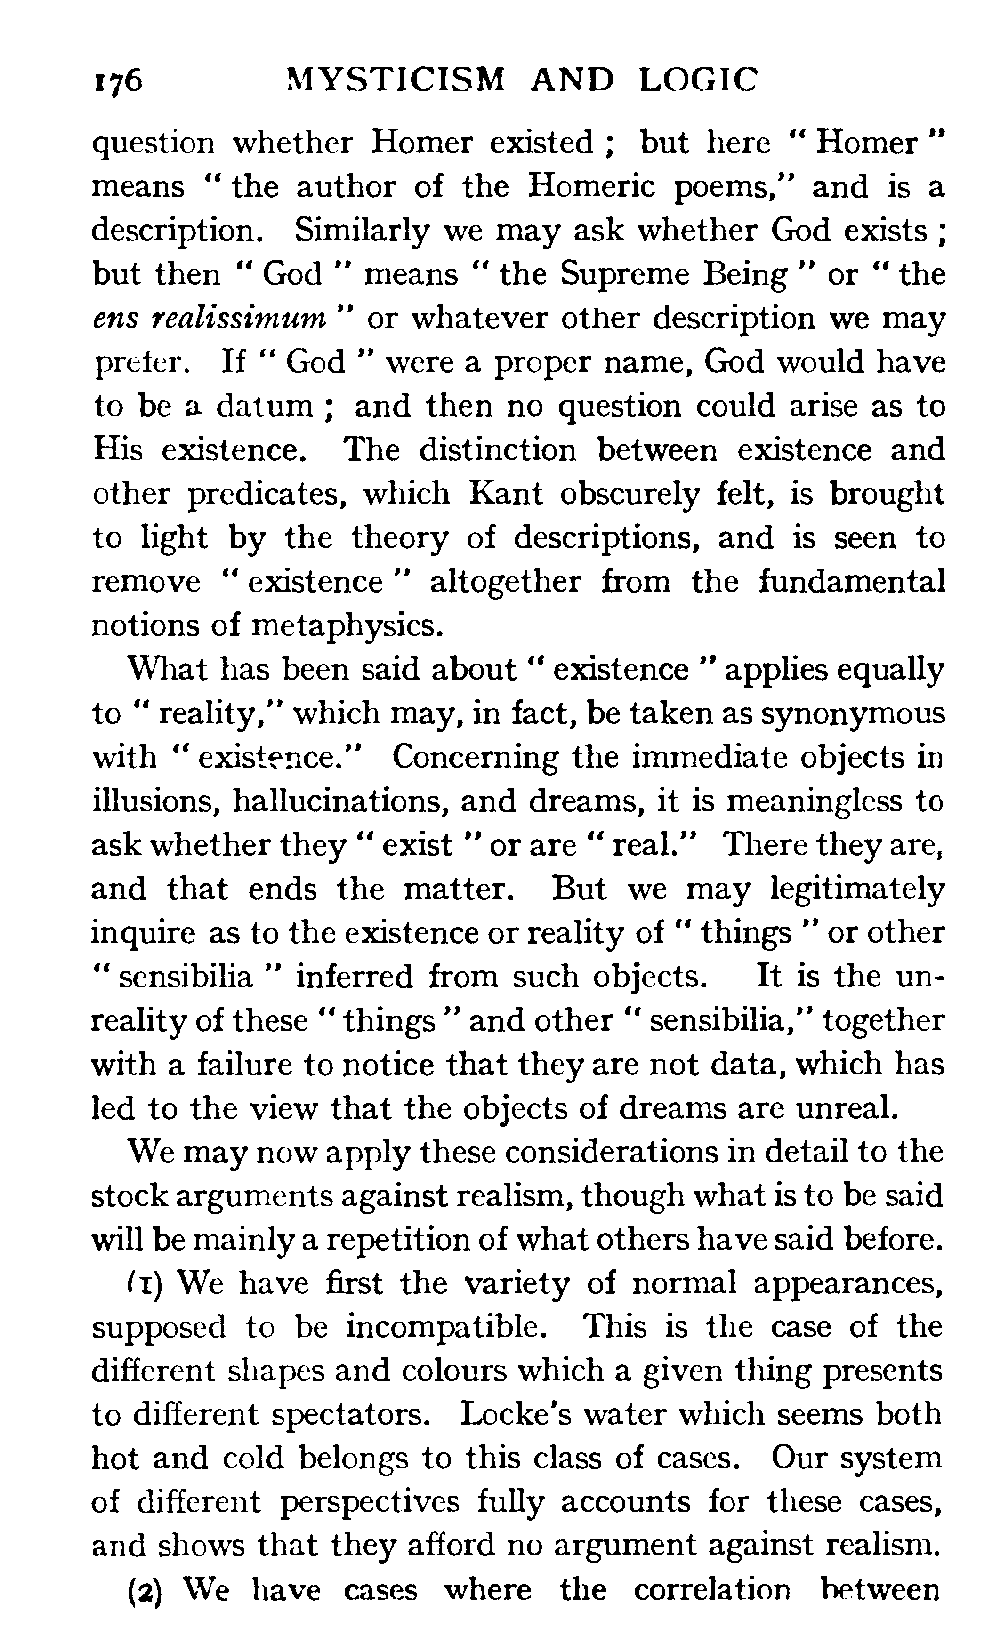 176 MYSTICISM AND LOGIC
question whether Homer existed ; but here " Homer "
means " the author of the Homeric poems," and is a
description. Similarly we may ask whether God exists ;
but then " God " means " the Supreme Being " or " the
ens realissimum " or whatever other description we may
prefer. If " God " were a proper name, God would have
to be a datum ; and then no question could arise as to
His existence. The distinction between existence and
other predicates, which Kant obscurely felt, is brought
to light by the theory of descriptions, and is seen to
remove " existence " altogether from the fundamental
notions of metaphysics.
What has been said about " existence " applies equally
to " reality," which may, in fact, be taken as synonymous
with " existence." Concerning the immediate objects in
illusions, hallucinations, and dreams, it is meaningless to
ask whether they " exist " or are " real." There they are,
and that ends the matter. But we may legitimately
inquire as to the existence or reality of " things " or other
" sensibilia " inferred from such objects. It is the un-
reality of these " things " and other " sensibilia," together
with a failure to notice that they are not data, which has
led to the view that the objects of dreams are unreal.
We may now apply these considerations in detail to the
stock arguments against realism, though what is to be said
will be mainly a repetition of what others have said before.
(1) We have first the variety of normal appearances,
supposed to be incompatible. This is the case of the
different shapes and colours which a given thing presents
to different spectators. Locke's water which seems both
hot and cold belongs to this class of cases. Our system
of different perspectives fully accounts for these cases,
and shows that they afford no argument against realism.
(2) We have cases where the correlation between